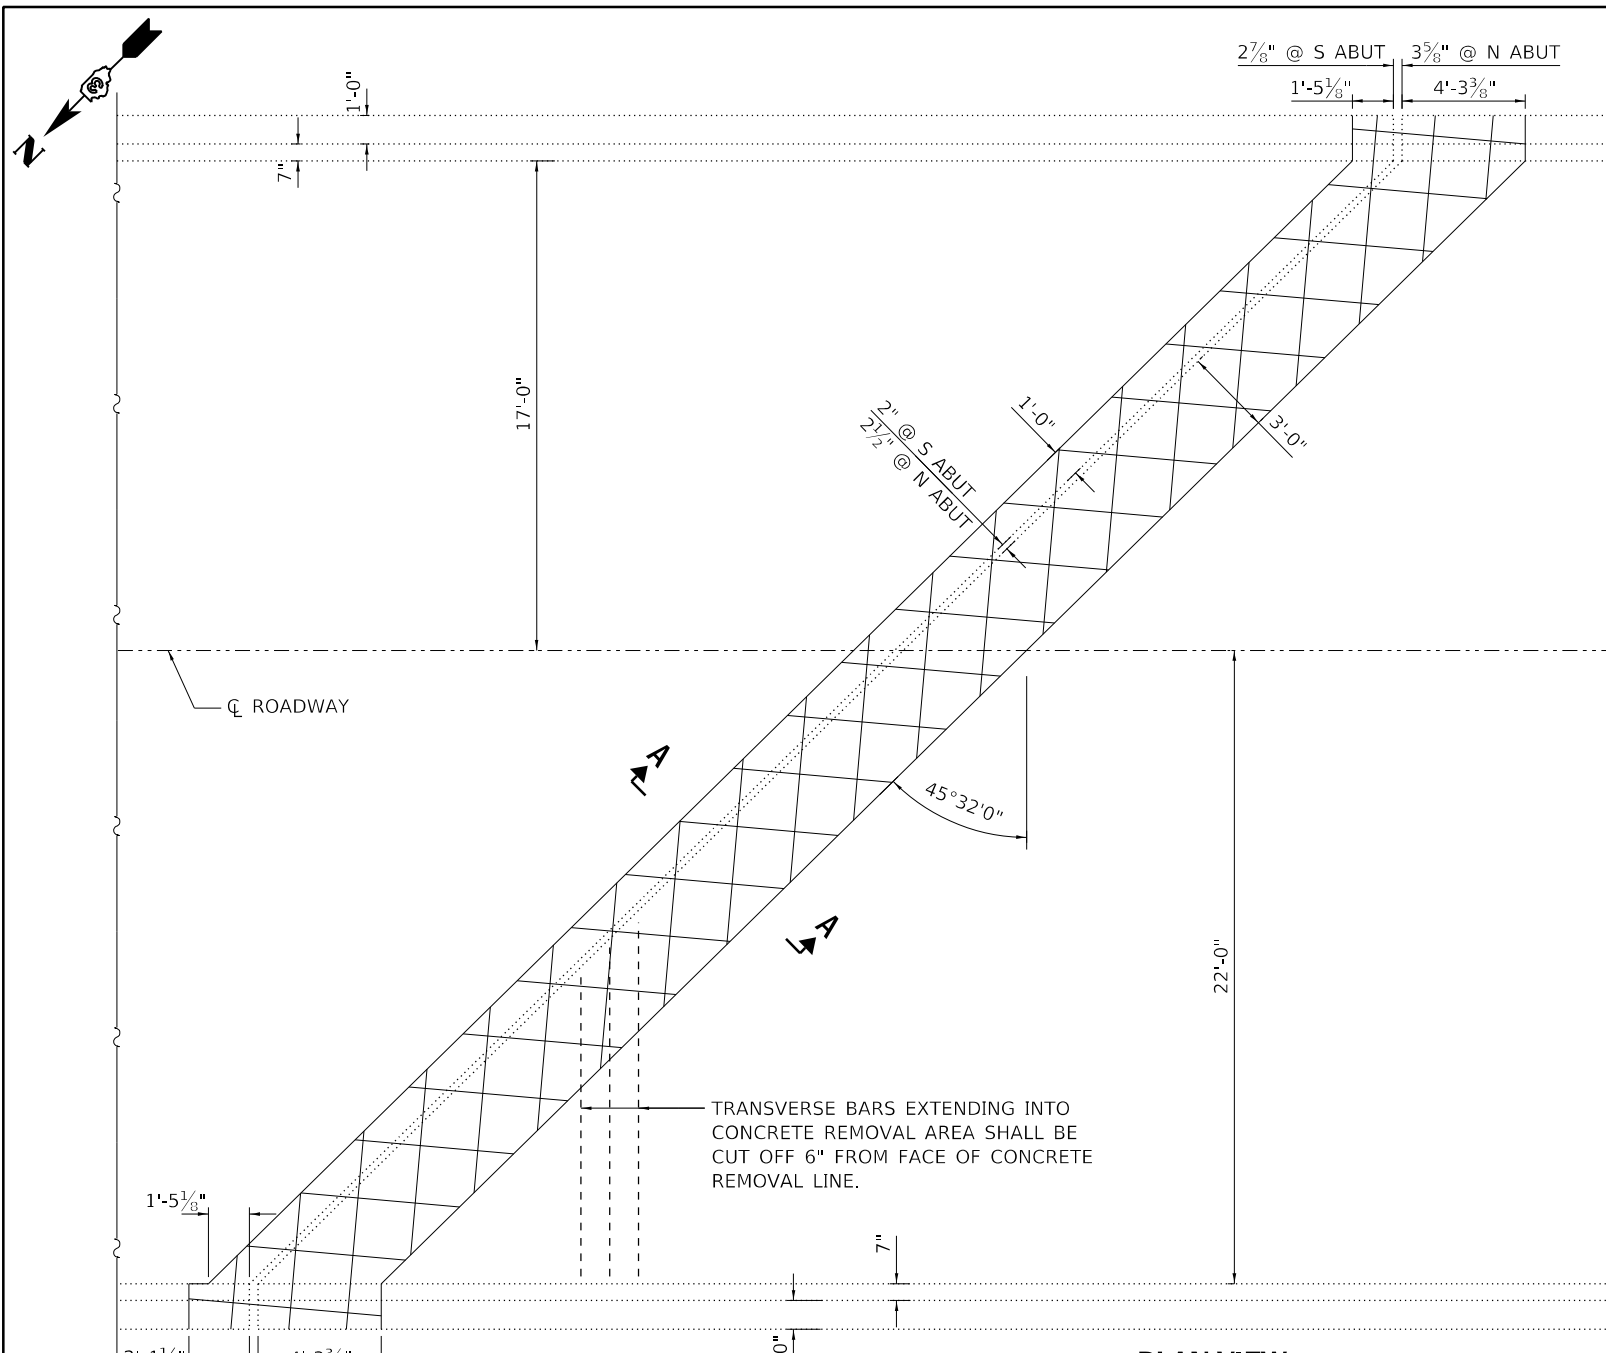 2⅞" @ S ABUT
3⅝" @ N ABUT
1'-5⅛"
4'-3⅜"
1'-0"
7"
N
17'-0"
1'-0"
2" @ S ABUT
2½" @ N ABUT
3'-0"
℄ ROADWAY
A
45°32'0"
A
22'-0"
TRANSVERSE BARS EXTENDING INTO
CONCRETE REMOVAL AREA SHALL BE
CUT OFF 6" FROM FACE OF CONCRETE
REMOVAL LINE.
1'-5⅛"
7"